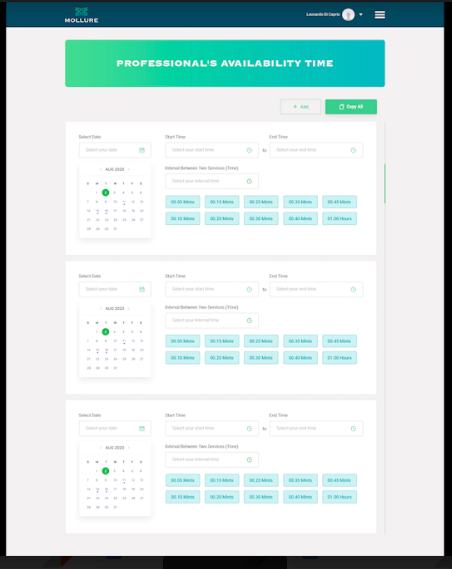 MOLLURE
Leonardo Di Caprio
PROFESSIONAL'S AVAILABILITY TIME
+ Add
Copy All
Select Date
Start Time
End Time
Select your date
Select your start time
to
Select your end time
AUG 2020
Interval Between Two Services (Time)
Select your interval time
S M T W T F S
1 2 3 4 5 6
7 8 9 10 11 12 13
14 15 16 17 18 19 20
21 22 23 24 25 26 27
28 29 30 31
00.05 Mints 00.15 Mints 00.20 Mints 00.35 Mints 00.45 Mints
00.10 Mints 00.20 Mints 00.30 Mints 00.40 Mints 01.00 Hours
Select Date
Start Time
End Time
Select your date
Select your start time
to
Select your end time
AUG 2020
Interval Between Two Services (Time)
Select your interval time
S M T W T F S
1 2 3 4 5 6
7 8 9 10 11 12 13
14 15 16 17 18 19 20
21 22 23 24 25 26 27
28 29 30 31
00.05 Mints 00.15 Mints 00.20 Mints 00.35 Mints 00.45 Mints
00.10 Mints 00.20 Mints 00.30 Mints 00.40 Mints 01.00 Hours
Select Date
Start Time
End Time
Select your date
Select your start time
to
Select your end time
AUG 2020
Interval Between Two Services (Time)
Select your interval time
S M T W T F S
1 2 3 4 5 6
7 8 9 10 11 12 13
14 15 16 17 18 19 20
21 22 23 24 25 26 27
28 29 30 31
00.05 Mints 00.15 Mints 00.20 Mints 00.35 Mints 00.45 Mints
00.10 Mints 00.20 Mints 00.30 Mints 00.40 Mints 01.00 Hours